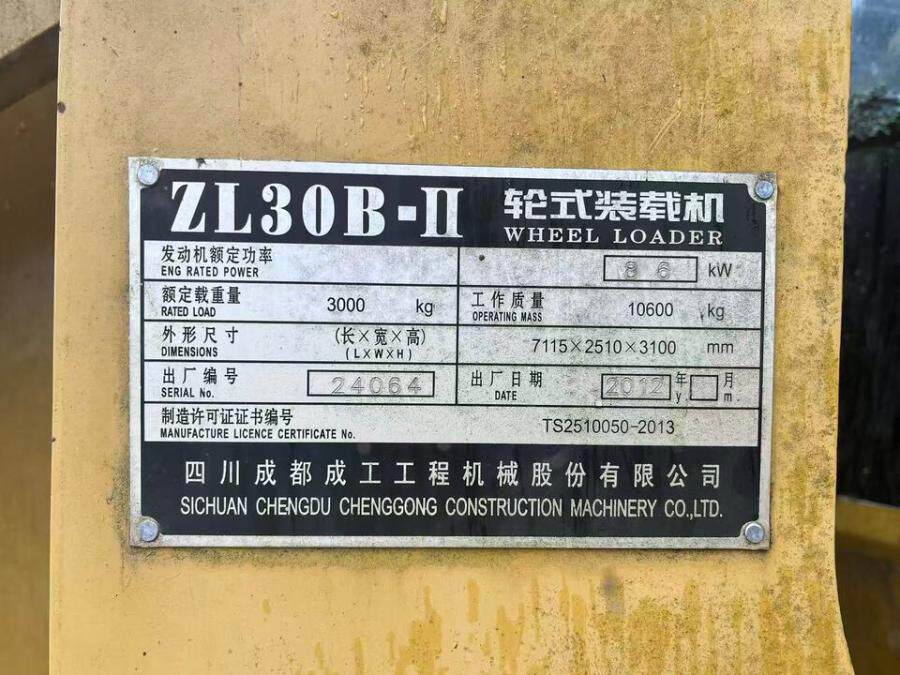 ZL30B-II 轮式装载机
WHEEL LOADER
发动机额定功率
ENG RATED POWER
86 kW
额定载重量
RATED LOAD
3000 kg
工作质量
OPERATING MASS
10600 kg
外形尺寸 (长×宽×高)
DIMENSIONS (L×W×H)
7115×2510×3100 mm
出厂编号
SERIAL No.
24064
出厂日期
DATE
2012 年 月
y. m
制造许可证证书编号
MANUFACTURE LICENCE CERTIFICATE No.
TS2510050-2013
四川成都成工工程机械股份有限公司
SICHUAN CHENGDU CHENGGONG CONSTRUCTION MACHINERY CO.,LTD.